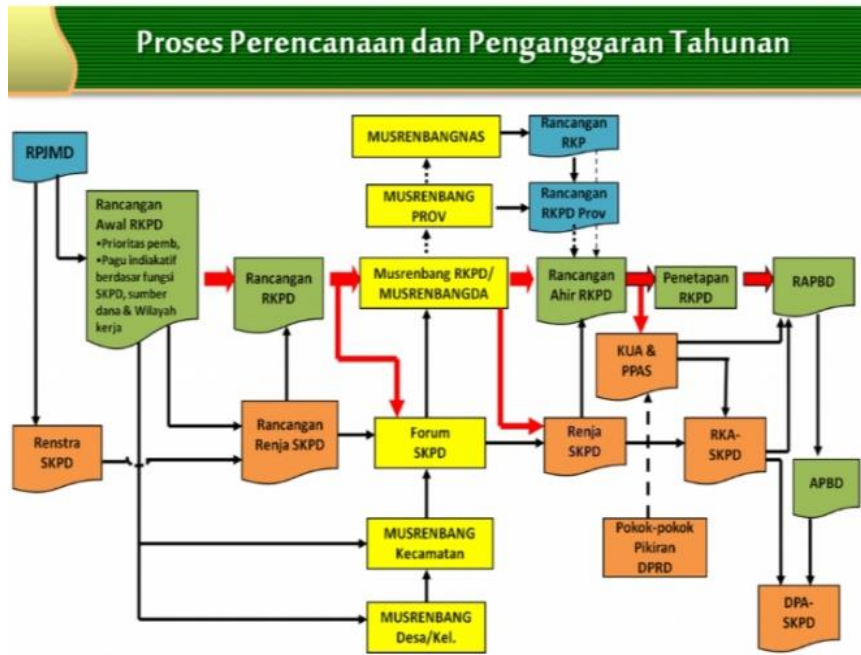 Proses Perencanaan dan Penganggaran Tahunan
RPJMD
Rancangan
Awal RKPD
•Prioritas pemb,
•Pagu indiakatif
berdasar fungsi
SKPD, sumber
dana & Wilayah
kerja
Renstra
SKPD
Rancangan
RKPD
Rancangan
Renja SKPD
MUSRENBANGNAS
MUSRENBANG
PROV
Musrenbang RKPD/
MUSRENBANGDA
Forum
SKPD
MUSRENBANG
Kecamatan
MUSRENBANG
Desa/Kel.
Rancangan
RKP
Rancangan
RKPD Prov
Rancangan
Ahir RKPD
Renja
SKPD
Penetapan
RKPD
KUA &
PPAS
Pokok-pokok
Pikiran
DPRD
RKA-
SKPD
RAPBD
APBD
DPA-
SKPD